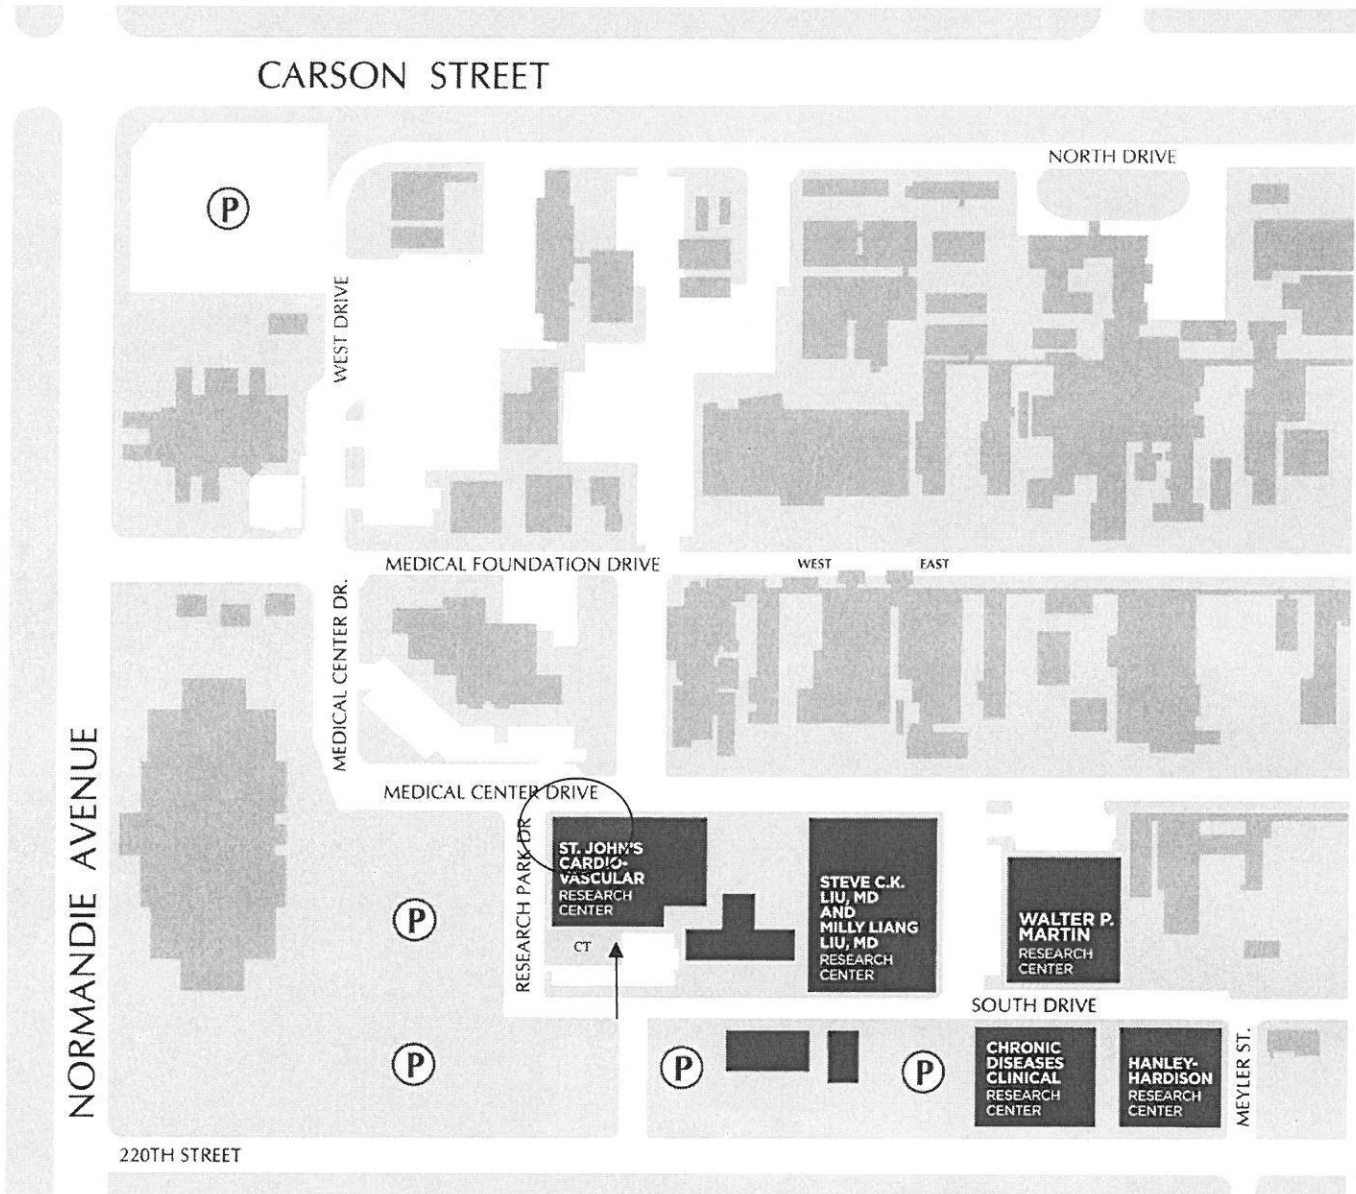 CARSON STREET
NORTH DRIVE
P
WEST DRIVE
MEDICAL FOUNDATION DRIVE
WEST
EAST
MEDICAL CENTER DR.
NORMANDIE AVENUE
MEDICAL CENTER DRIVE
RESEARCH PARK DR
ST. JOHN'S
CARDIO-
VASCULAR
RESEARCH
CENTER
CT
P
STEVE C.K.
LIU, MD
AND
MILLY LIANG
LIU, MD
RESEARCH
CENTER
WALTER P.
MARTIN
RESEARCH
CENTER
SOUTH DRIVE
P
P
P
CHRONIC
DISEASES
CLINICAL
RESEARCH
CENTER
HANLEY-
HARDISON
RESEARCH
CENTER
MEYLER ST.
220TH STREET